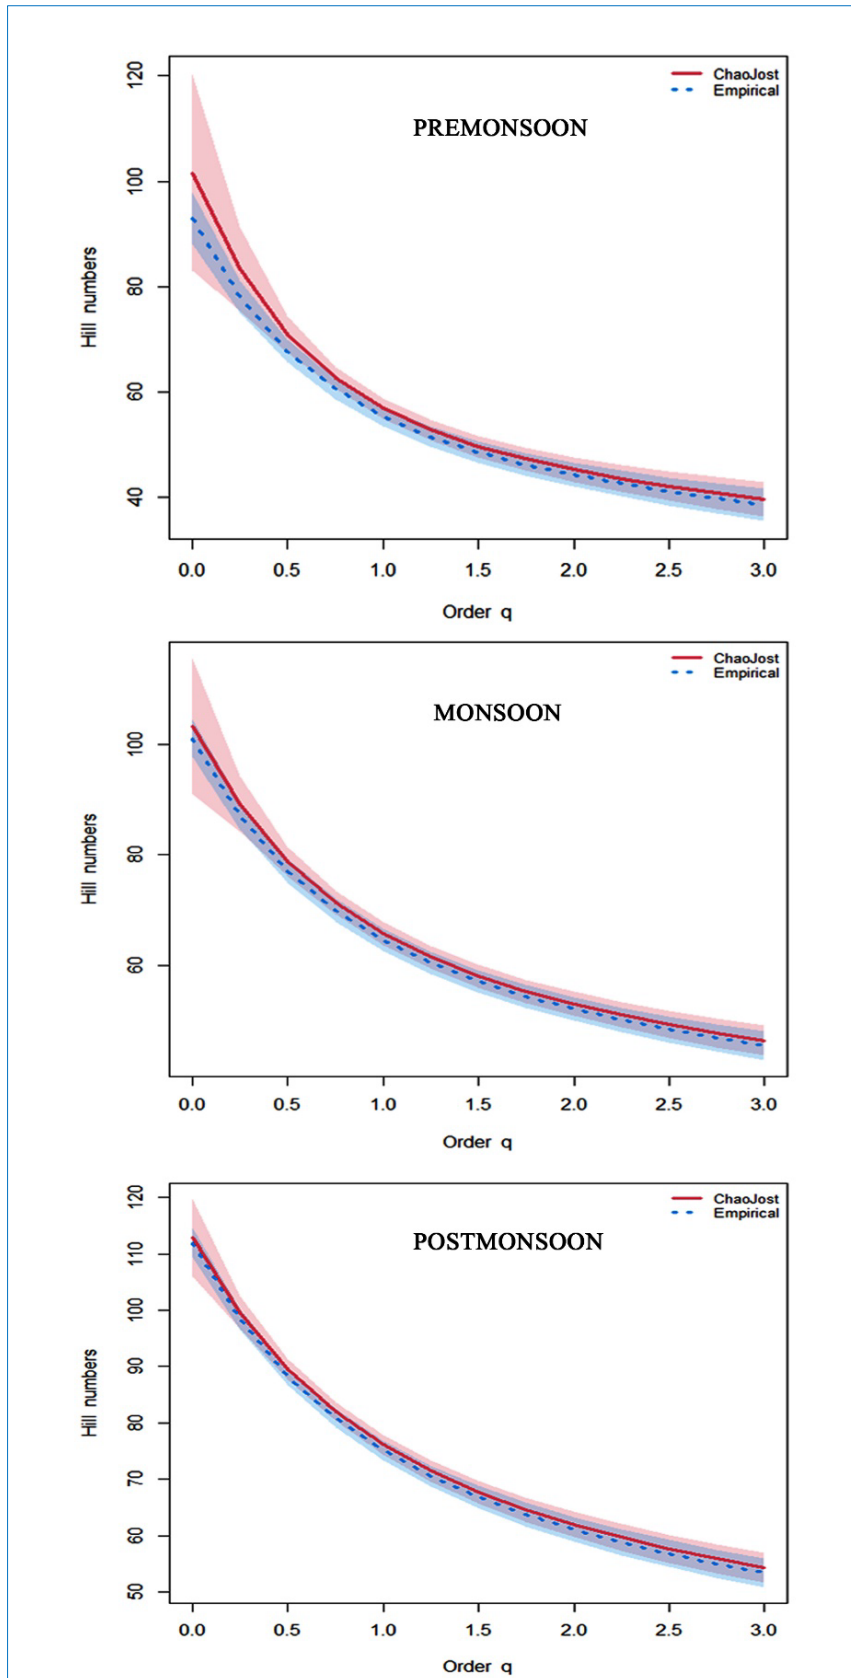 ChaoJost
Empirical
PREMONSOON
120
100
80
60
40
Hill numbers
0.0 0.5 1.0 1.5 2.0 2.5 3.0
Order q
ChaoJost
Empirical
MONSOON
100
80
60
Hill numbers
0.0 0.5 1.0 1.5 2.0 2.5 3.0
Order q
ChaoJost
Empirical
POSTMONSOON
120
110
100
90
80
70
60
50
Hill numbers
0.0 0.5 1.0 1.5 2.0 2.5 3.0
Order q